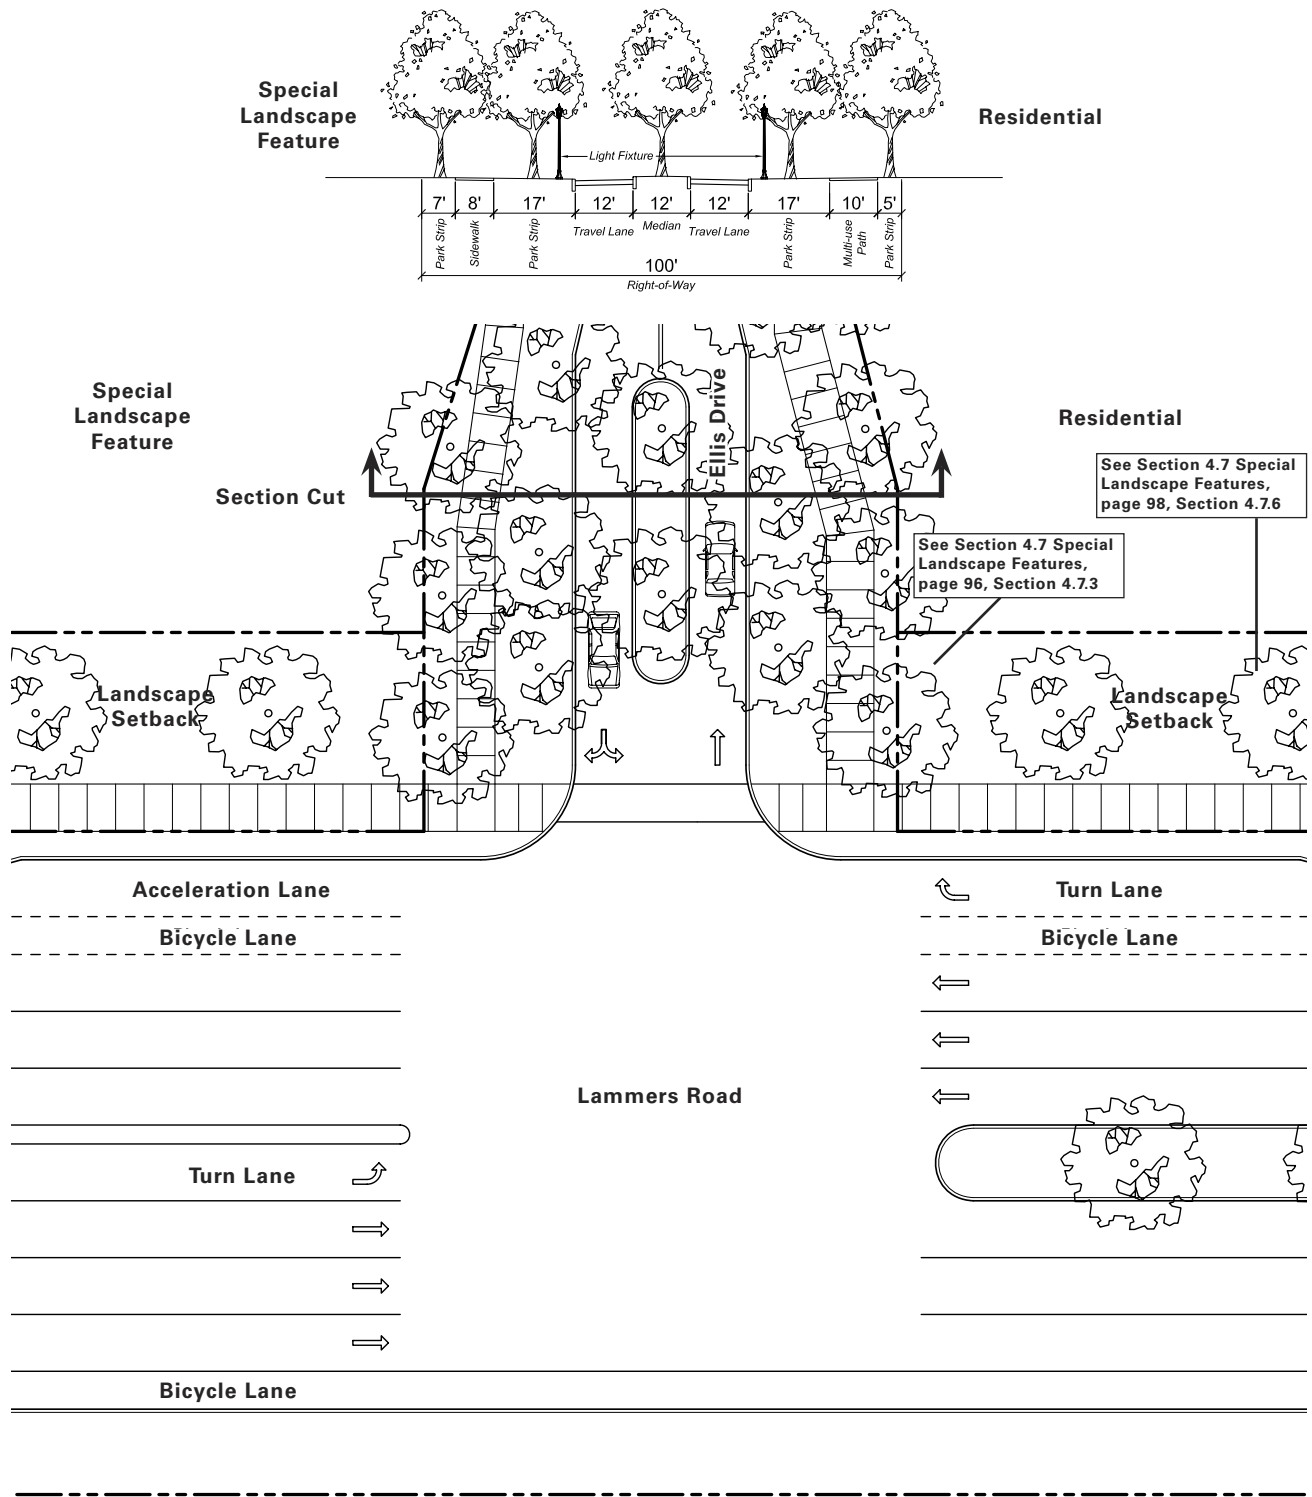 Special
Landscape
Feature
Residential
Light Fixture
7' 8' 17' 12' 12' 12' 17' 10' 5'
Park Strip
Sidewalk
Park Strip
Travel Lane
Median
Travel Lane
Park Strip
Multi-use
Path
Park Strip
100'
Right-of-Way
Special
Landscape
Feature
Ellis Drive
Residential
Section Cut
See Section 4.7 Special
Landscape Features,
page 98, Section 4.7.6
See Section 4.7 Special
Landscape Features,
page 96, Section 4.7.3
Landscape
Setback
Landscape
Setback
Acceleration Lane
Turn Lane
Bicycle Lane
Bicycle Lane
Lammers Road
Turn Lane
Bicycle Lane